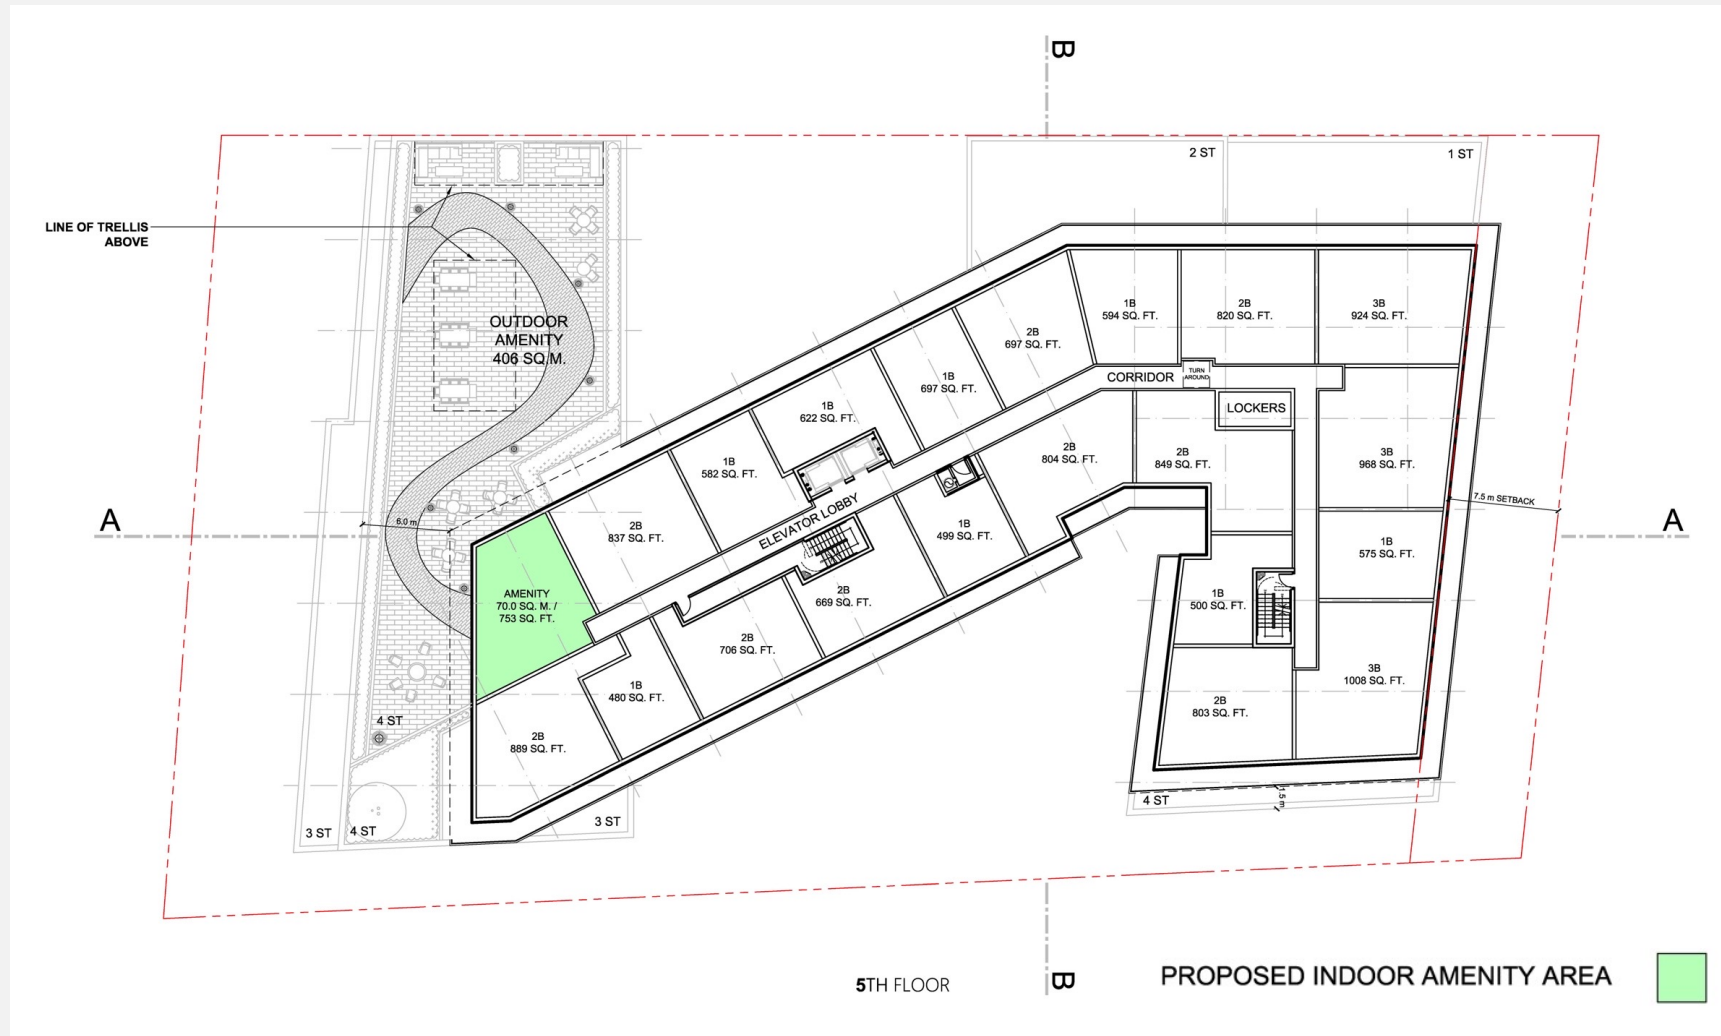 B
2 ST
1 ST
LINE OF TRELLIS
ABOVE
OUTDOOR
AMENITY
406 SQ.M.
1B
594 SQ. FT.
2B
820 SQ. FT.
3B
924 SQ. FT.
2B
697 SQ. FT.
CORRIDOR
TURN
AROUND
1B
697 SQ. FT.
LOCKERS
1B
622 SQ. FT.
2B
804 SQ. FT.
2B
849 SQ. FT.
3B
968 SQ. FT.
1B
582 SQ. FT.
7.5 m SETBACK
A
6.0 m
ELEVATOR LOBBY
2B
837 SQ. FT.
1B
499 SQ. FT.
1B
575 SQ. FT.
A
AMENITY
70.0 SQ. M. /
753 SQ. FT.
2B
669 SQ. FT.
1B
500 SQ. FT.
2B
706 SQ. FT.
3B
1008 SQ. FT.
1B
480 SQ. FT.
2B
803 SQ. FT.
4 ST
2B
889 SQ. FT.
4 ST
1.5 m
3 ST
4 ST
3 ST
5TH FLOOR
B
PROPOSED INDOOR AMENITY AREA